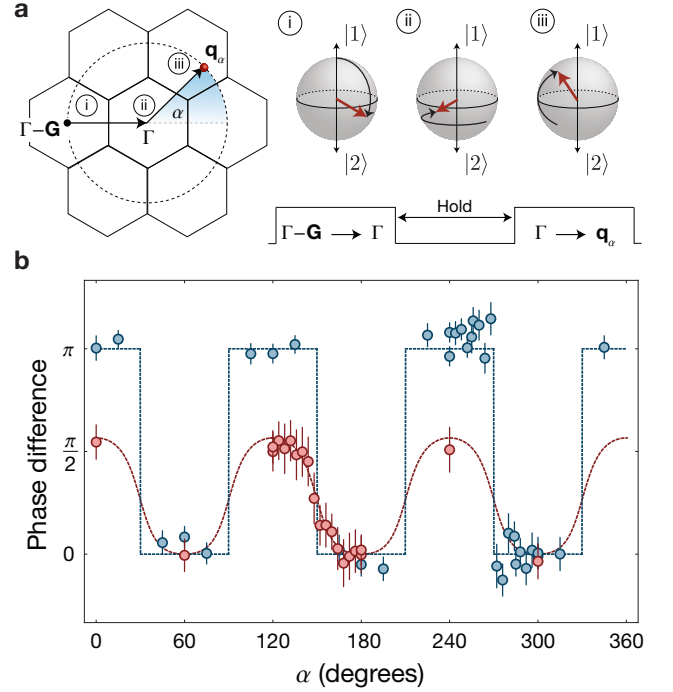 a
i
ii
iii
|1⟩
|1⟩
|1⟩
iii
q_α
i
ii
α
Γ–G
Γ
|2⟩
|2⟩
|2⟩
Hold
Γ–G → Γ
Γ → q_α
b
Phase difference
π
π/2
0
0
60
120
180
240
300
360
α (degrees)